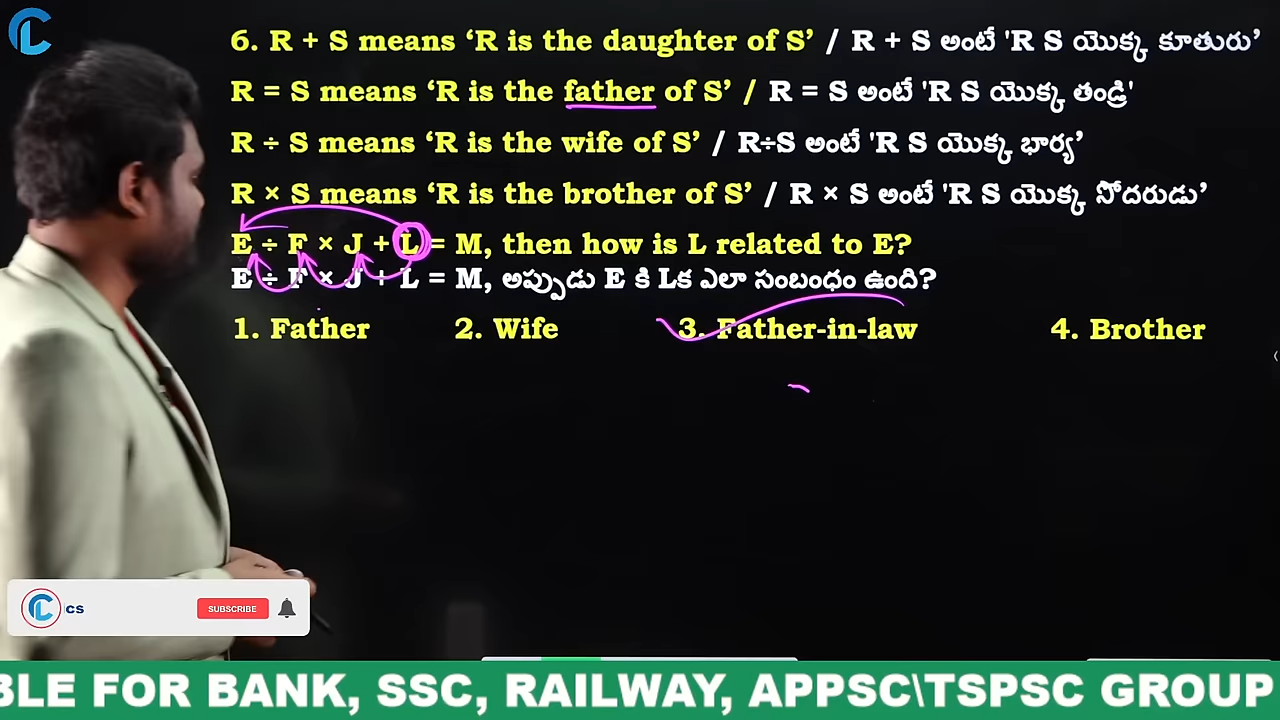 6. R + S means ‘R is the daughter of S’ / R + S అంటే 'R S యొక్క కూతురు’
R = S means ‘R is the father of S’ / R = S అంటే 'R S యొక్క తండ్రి'
R ÷ S means ‘R is the wife of S’ / R÷S అంటే 'R S యొక్క భార్య’
R × S means ‘R is the brother of S’ / R × S అంటే 'R S యొక్క సోదరుడు’
E ÷ F × J + L = M, then how is L related to E?
E ÷ F × J + L = M, అప్పుడు E కి Lక ఎలా సంబంధం ఉంది?
1. Father 2. Wife 3. Father-in-law 4. Brother
cs SUBSCRIBE
BLE FOR BANK, SSC, RAILWAY, APPSC\TSPSC GROUP